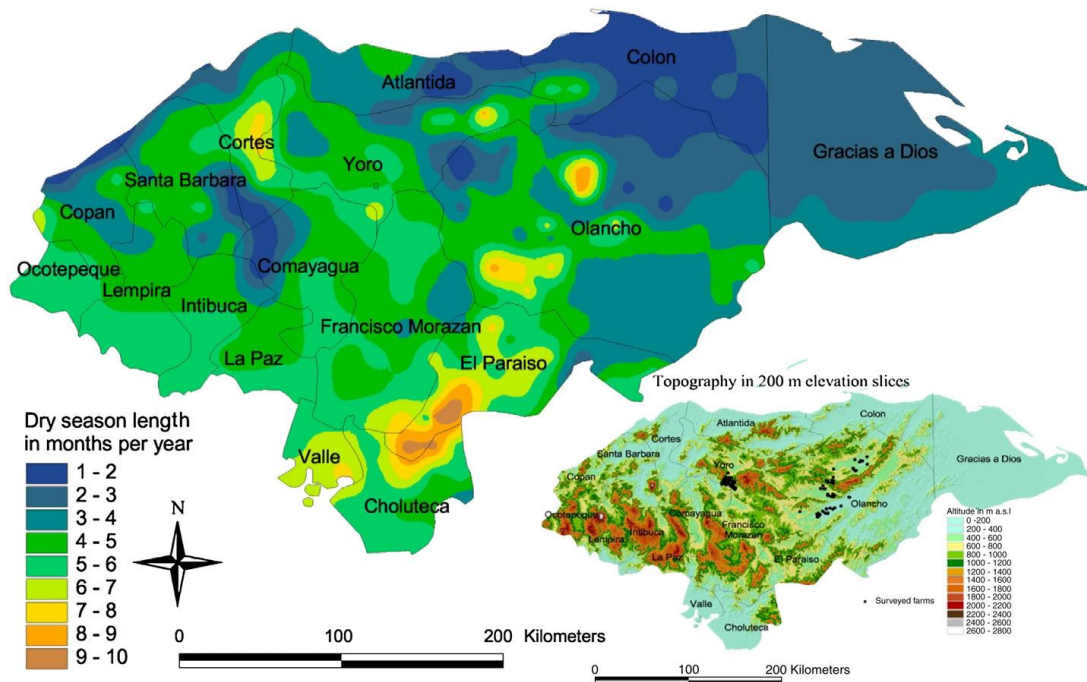 Colon
Atlantida
Cortes
Yoro
Gracias a Dios
Santa Barbara
Copan
Olancho
Ocotepeque
Comayagua
Lempira
Intibuca
Francisco Morazan
La Paz
El Paraiso
Valle
Choluteca
Dry season length
in months per year
1 - 2
2 - 3
3 - 4
4 - 5
5 - 6
6 - 7
7 - 8
8 - 9
9 - 10
N
0 100 200 Kilometers
Topography in 200 m elevation slices
Colon
Atlantida
Cortes
Santa Barbara
Yoro
Gracias a Dios
Copan
Olancho
Ocotepeque
Comayagua
Intibuca
Francisco
Morazan
Lempira
La Paz
El Paraiso
Valle
Choluteca
Altitude in m a.s.l
0 -200
200 - 400
400 - 600
600 - 800
800 - 1000
1000 - 1200
1200 - 1400
1400 - 1600
1600 - 1800
1800 - 2000
2000 - 2200
2200 - 2400
2400 - 2600
2600 - 2800
Surveyed farms
0 100 200 Kilometers